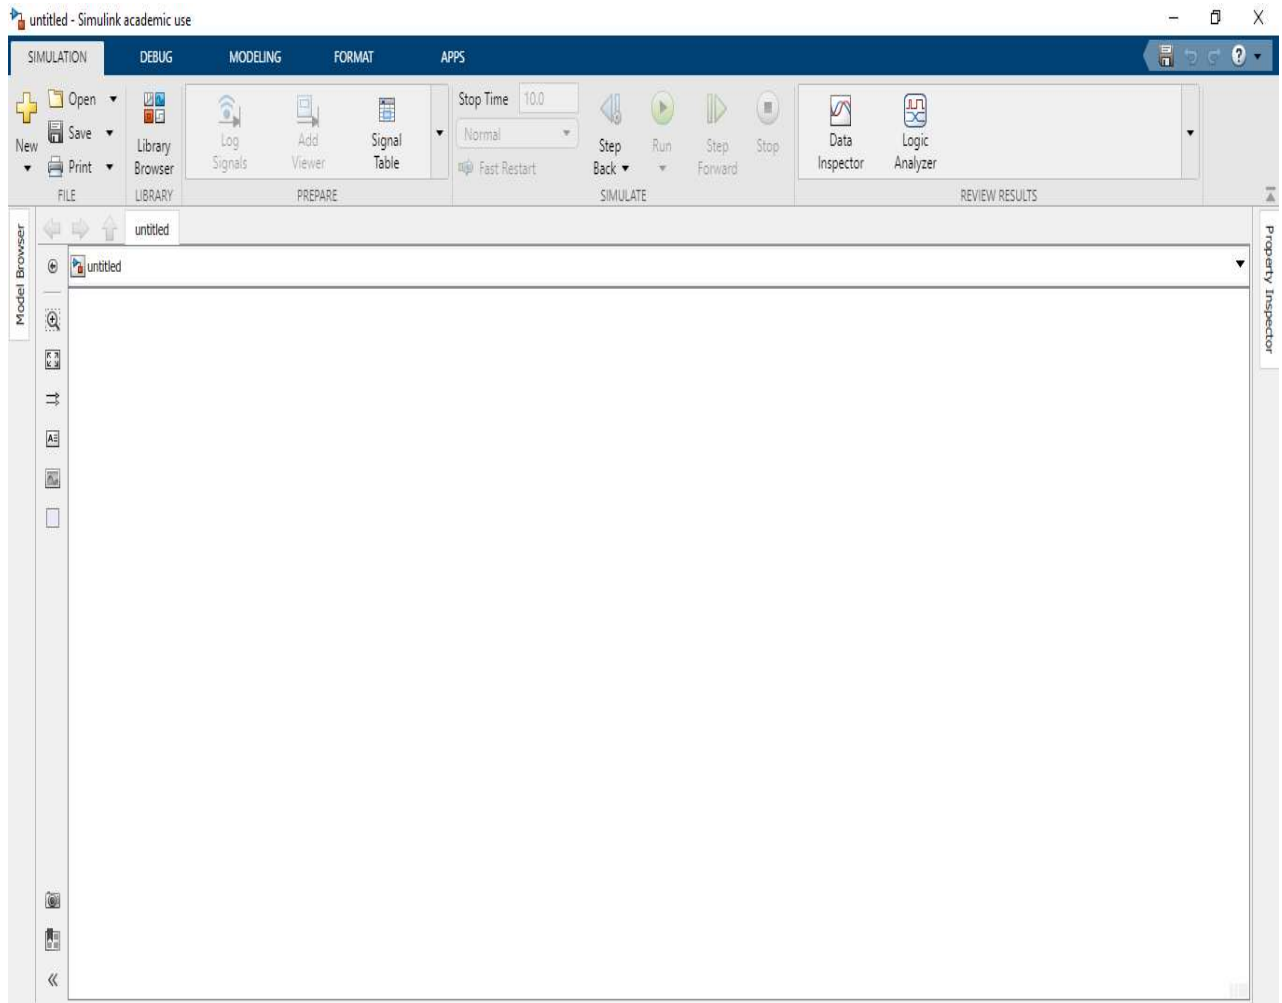 untitled - Simulink academic use
SIMULATION DEBUG MODELING FORMAT APPS
New
Open
Save
Print
FILE
Library
Browser
LIBRARY
Log
Signals
Add
Viewer
Signal
Table
PREPARE
Stop Time 10.0
Normal
Fast Restart
Step
Back
Run
Step
Forward
Stop
SIMULATE
Data
Inspector
Logic
Analyzer
REVIEW RESULTS
Model Browser
untitled
untitled
Property Inspector